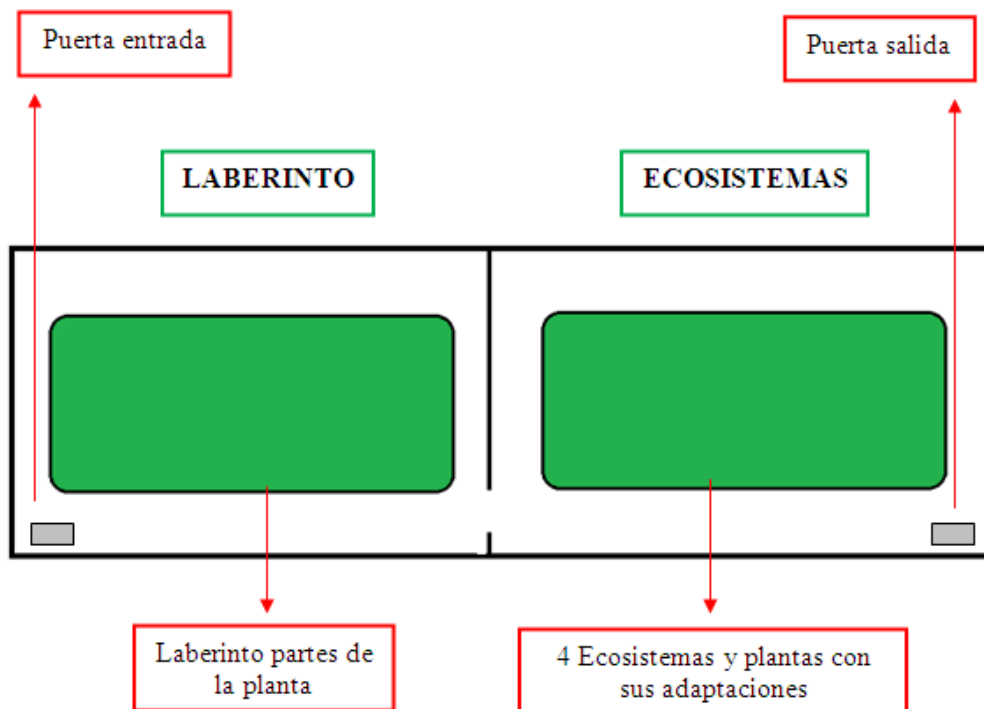 Puerta entrada
Puerta salida
LABERINTO
ECOSISTEMAS
Laberinto partes de
la planta
4 Ecosistemas y plantas con
sus adaptaciones